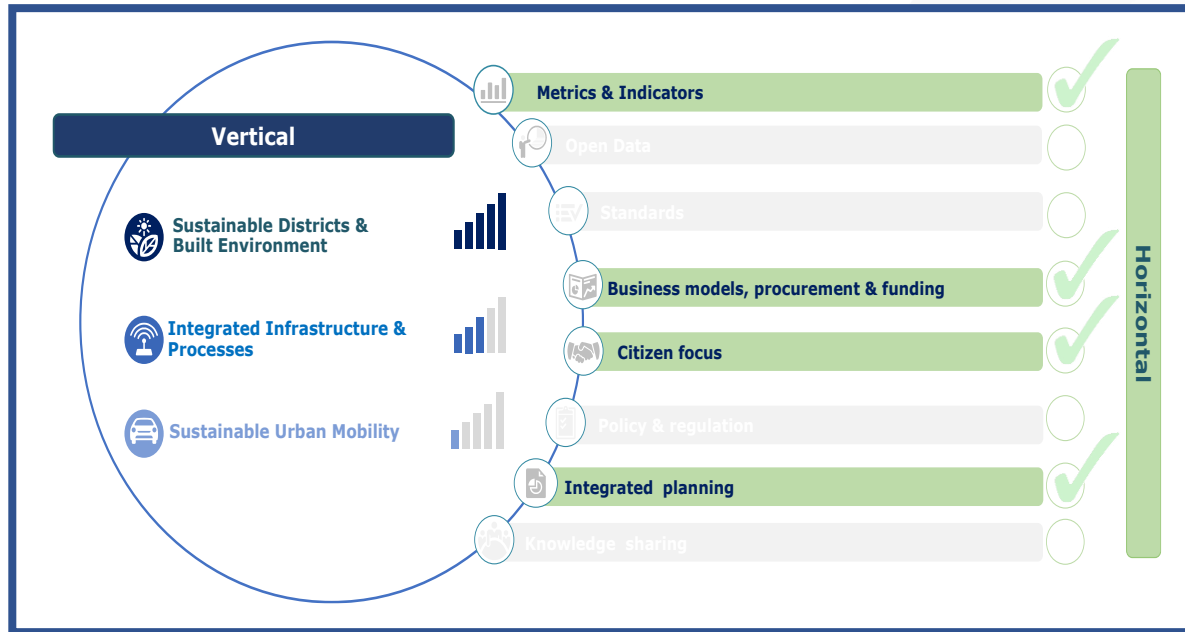 Metrics & Indicators
Vertical
Open Data
Standards
Sustainable Districts &
Built Environment
Business models, procurement & funding
Integrated Infrastructure &
Processes
Citizen focus
Sustainable Urban Mobility
Policy & regulation
Integrated planning
Knowledge sharing
Horizontal